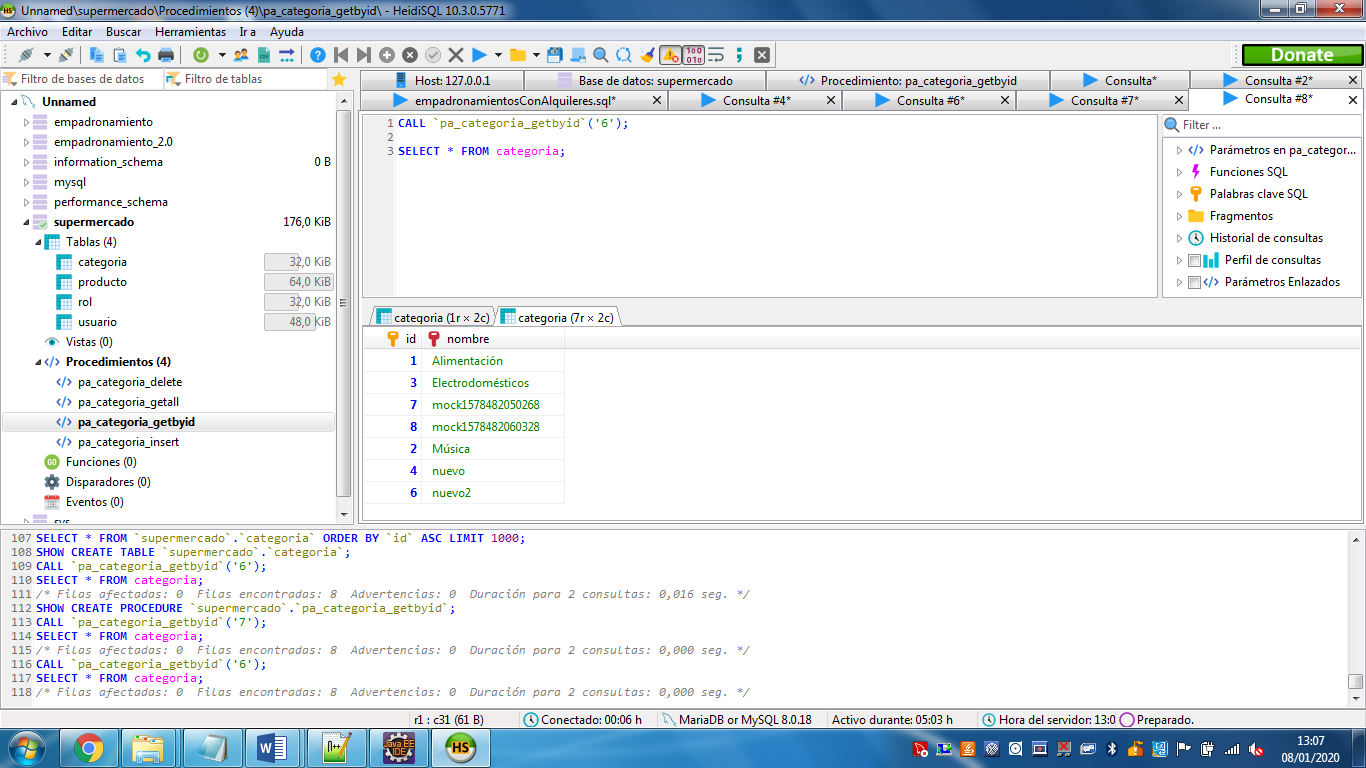 Unnamed\supermercado\Procedimientos (4)\pa_categoria_getbyid\ - HeidiSQL 10.3.0.5771
Archivo Editar Buscar Herramientas Ir a Ayuda
Donate
Filtro de bases de datos Filtro de tablas
Host: 127.0.0.1 Base de datos: supermercado Procedimiento: pa_categoria_getbyid Consulta* Consulta #2*
empadronamientosConAlquileres.sql* Consulta #4* Consulta #6* Consulta #7* Consulta #8*
Unnamed
empadronamiento
empadronamiento_2.0
information_schema 0 B
mysql
performance_schema
supermercado 176,0 KiB
Tablas (4)
categoria 32,0 KiB
producto 64,0 KiB
rol 32,0 KiB
usuario 48,0 KiB
Vistas (0)
Procedimientos (4)
pa_categoria_delete
pa_categoria_getall
pa_categoria_getbyid
pa_categoria_insert
Funciones (0)
Disparadores (0)
Eventos (0)
sys
1 CALL `pa_categoria_getbyid`('6');
2
3 SELECT * FROM categoria;
Filter ...
Parámetros en pa_categor...
Funciones SQL
Palabras clave SQL
Fragmentos
Historial de consultas
Perfil de consultas
Parámetros Enlazados
categoria (1r × 2c) categoria (7r × 2c)
id nombre
1 Alimentación
3 Electrodomésticos
7 mock1578482050268
8 mock1578482060328
2 Música
4 nuevo
6 nuevo2
107 SELECT * FROM `supermercado`.`categoria` ORDER BY `id` ASC LIMIT 1000;
108 SHOW CREATE TABLE `supermercado`.`categoria`;
109 CALL `pa_categoria_getbyid`('6');
110 SELECT * FROM categoria;
111 /* Filas afectadas: 0 Filas encontradas: 8 Advertencias: 0 Duración para 2 consultas: 0,016 seg. */
112 SHOW CREATE PROCEDURE `supermercado`.`pa_categoria_getbyid`;
113 CALL `pa_categoria_getbyid`('7');
114 SELECT * FROM categoria;
115 /* Filas afectadas: 0 Filas encontradas: 8 Advertencias: 0 Duración para 2 consultas: 0,000 seg. */
116 CALL `pa_categoria_getbyid`('6');
117 SELECT * FROM categoria;
118 /* Filas afectadas: 0 Filas encontradas: 8 Advertencias: 0 Duración para 2 consultas: 0,000 seg. */
r1 : c31 (61 B) Conectado: 00:06 h MariaDB or MySQL 8.0.18 Activo durante: 05:03 h Hora del servidor: 13:0 Preparado.
13:07
08/01/2020